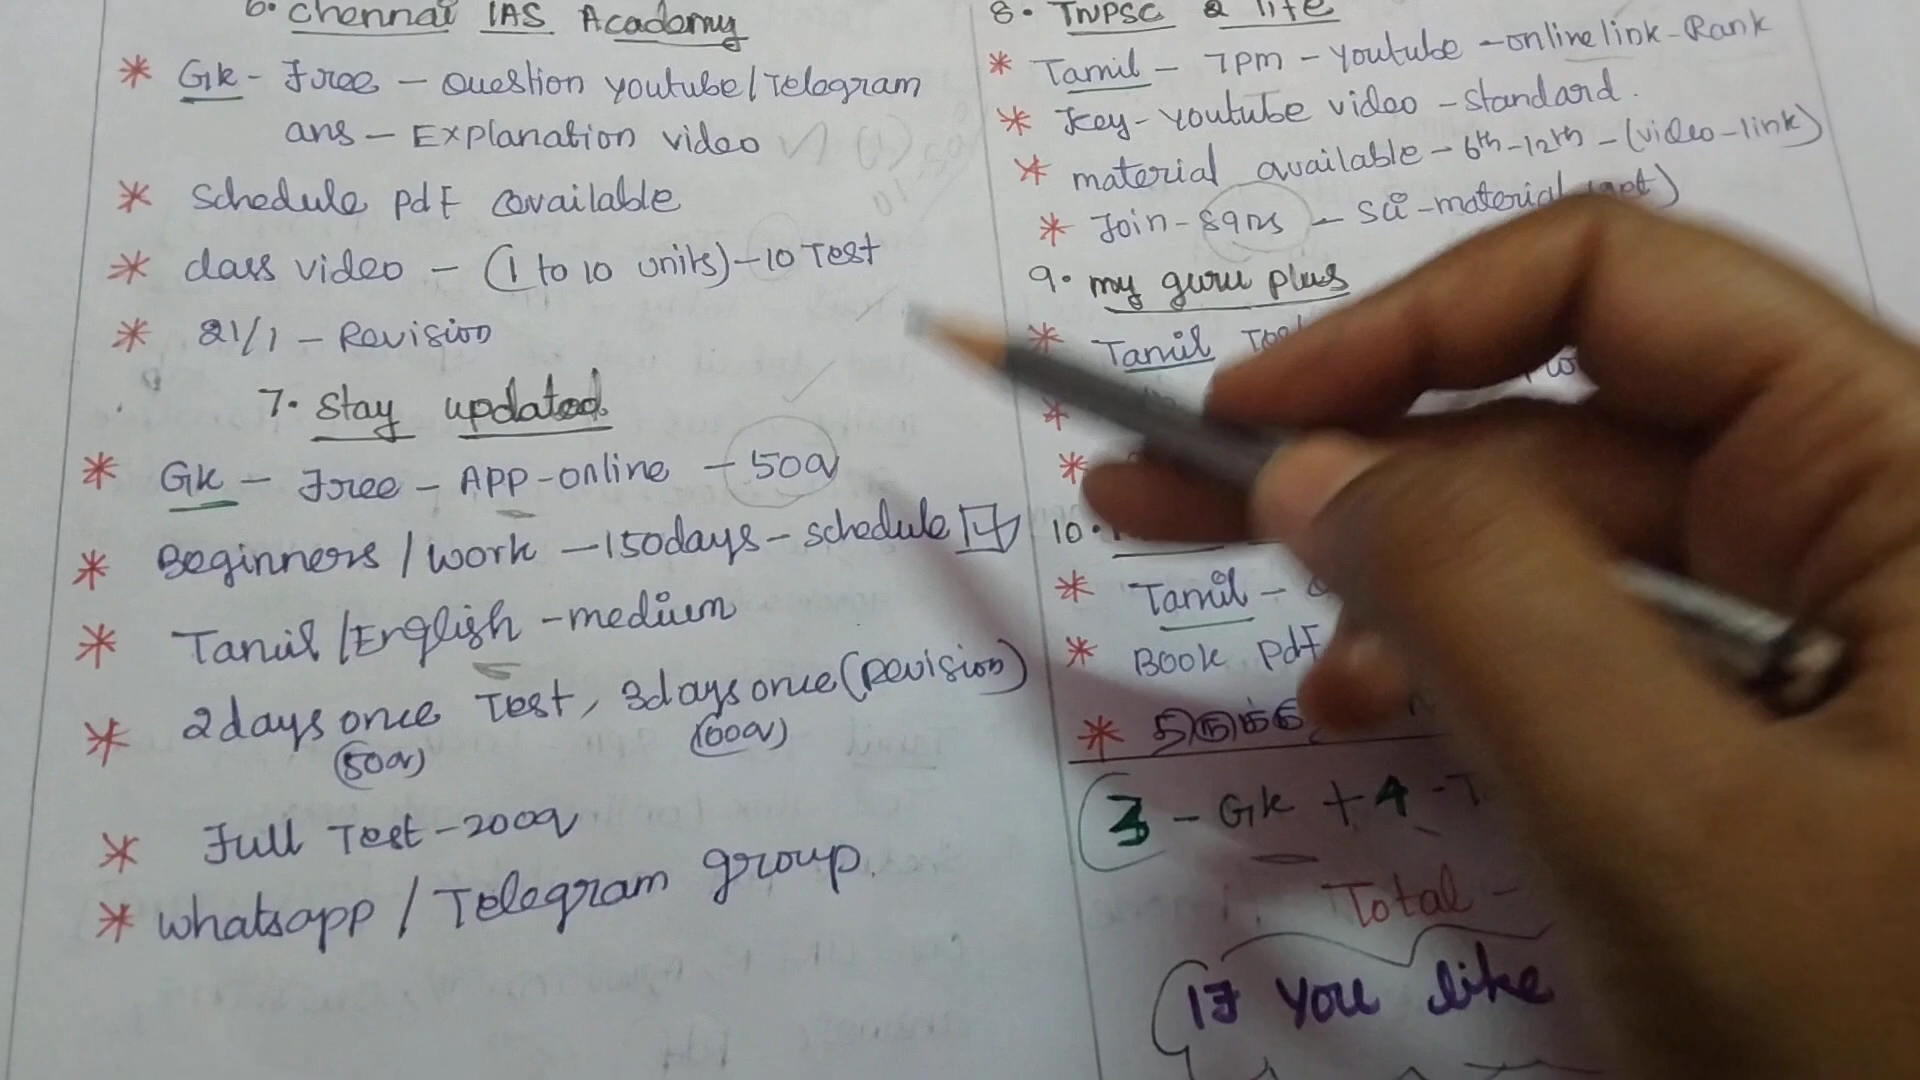 6. Chennai IAS Academy
* GK - Free - Question youtube/Telegram
ans - Explanation video
* Schedule pdf available
* class video - (1 to 10 units) - 10 Test
* 21/1 - Revision
7. Stay updated
* GK - Free - APP - online - 50Q
* Beginners / work - 150days - schedule
* Tamil / English - medium
* 2days once Test, 3days once (Revision)
(50Q) (100Q)
* Full Test - 200Q
* whatsapp / Telegram group.
8. TNPSC & life
* Tamil - 7pm - youtube - online link - Rank
* Key - youtube video - standard.
* material available - 6th - 12th - (video - link)
* Join - 89rs - sci - material
9. my guru plus
* Tamil
10.
* Tamil -
* Book pdf
3 - GK + 4 -
Total -
If you like